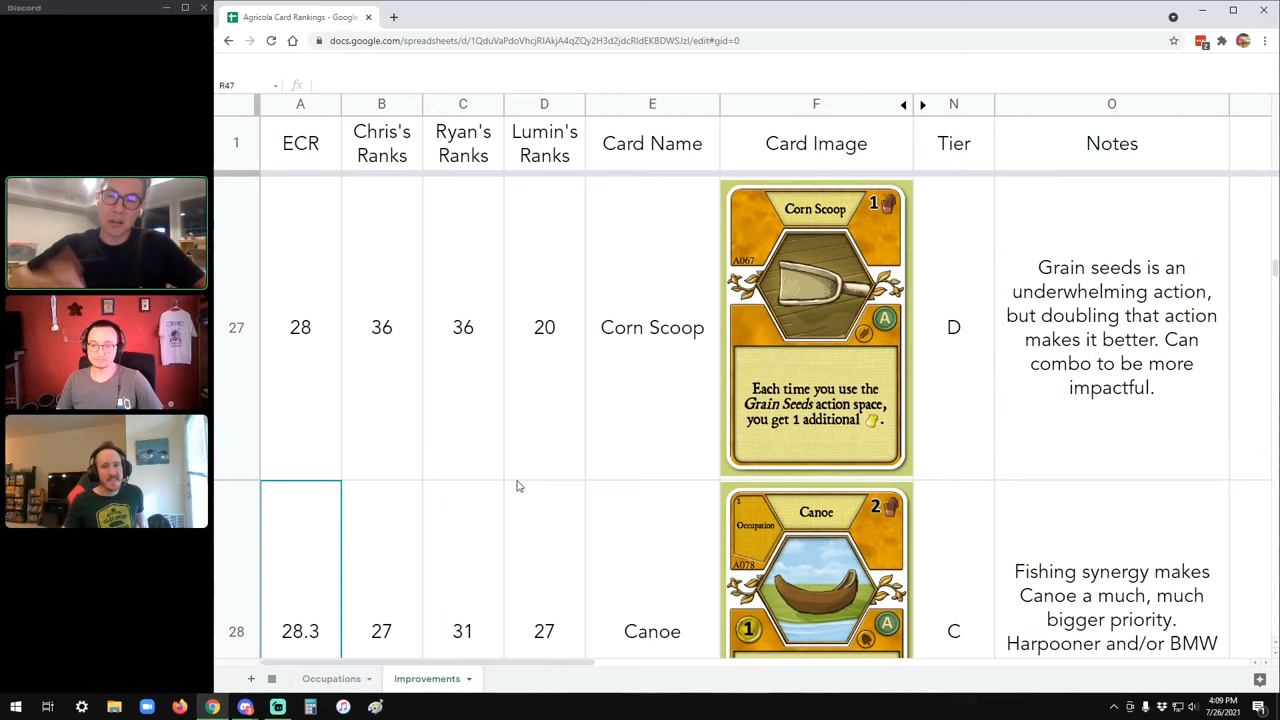 Discord
Agricola Card Rankings - Google
docs.google.com/spreadsheets/d/1QduVaPdoVhcjRlAkjA4qZQy2H3d2jdcRldEKBDWSJzI/edit#gid=0
R47
fx
A B C D E F N O
1 ECR Chris's Ranks Ryan's Ranks Lumin's Ranks Card Name Card Image Tier Notes
27 28 36 36 20 Corn Scoop D
Corn Scoop 1
A067
A
Each time you use the
Grain Seeds action space,
you get 1 additional
Grain seeds is an
underwhelming action,
but doubling that action
makes it better. Can
combo to be more
impactful.
28 28.3 27 31 27 Canoe C
1
Occupation
Canoe 2
A078
1
A
Fishing synergy makes
Canoe a much, much
bigger priority.
Harpooner and/or BMW
Occupations Improvements
4:09 PM
7/26/2021